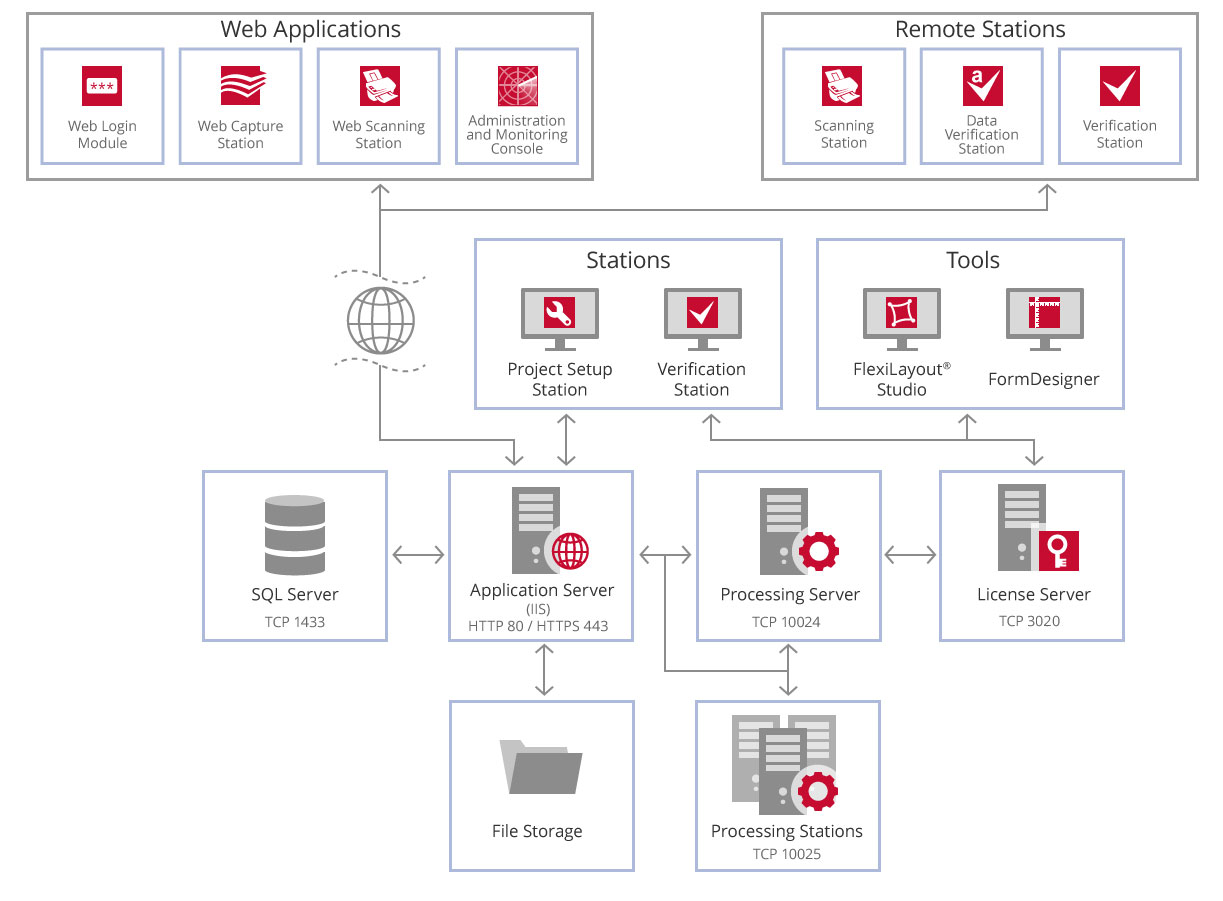 Web Applications
Remote Stations
***
Web Login
Module
Web Capture
Station
Web Scanning
Station
Administration
and Monitoring
Console
Scanning
Station
a
Data
Verification
Station
Verification
Station
Stations
Tools
Project Setup
Station
Verification
Station
FlexiLayout®
Studio
FormDesigner
SQL Server
TCP 1433
Application Server
(IIS)
HTTP 80 / HTTPS 443
Processing Server
TCP 10024
License Server
TCP 3020
File Storage
Processing Stations
TCP 10025